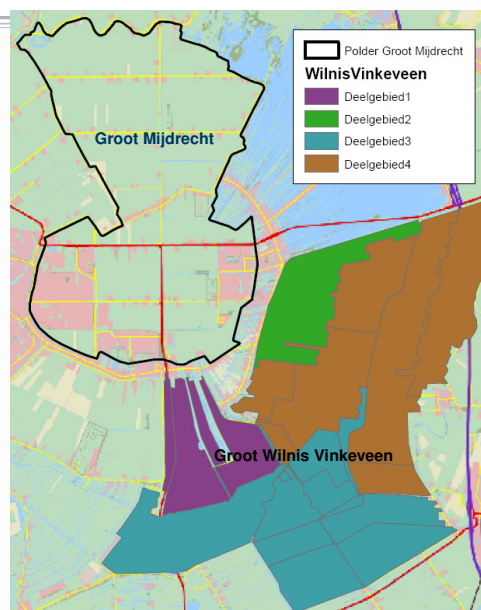 Polder Groot Mijdrecht
WilnisVinkeveen
Deelgebied1
Deelgebied2
Deelgebied3
Deelgebied4
Groot Mijdrecht
Groot Wilnis Vinkeveen